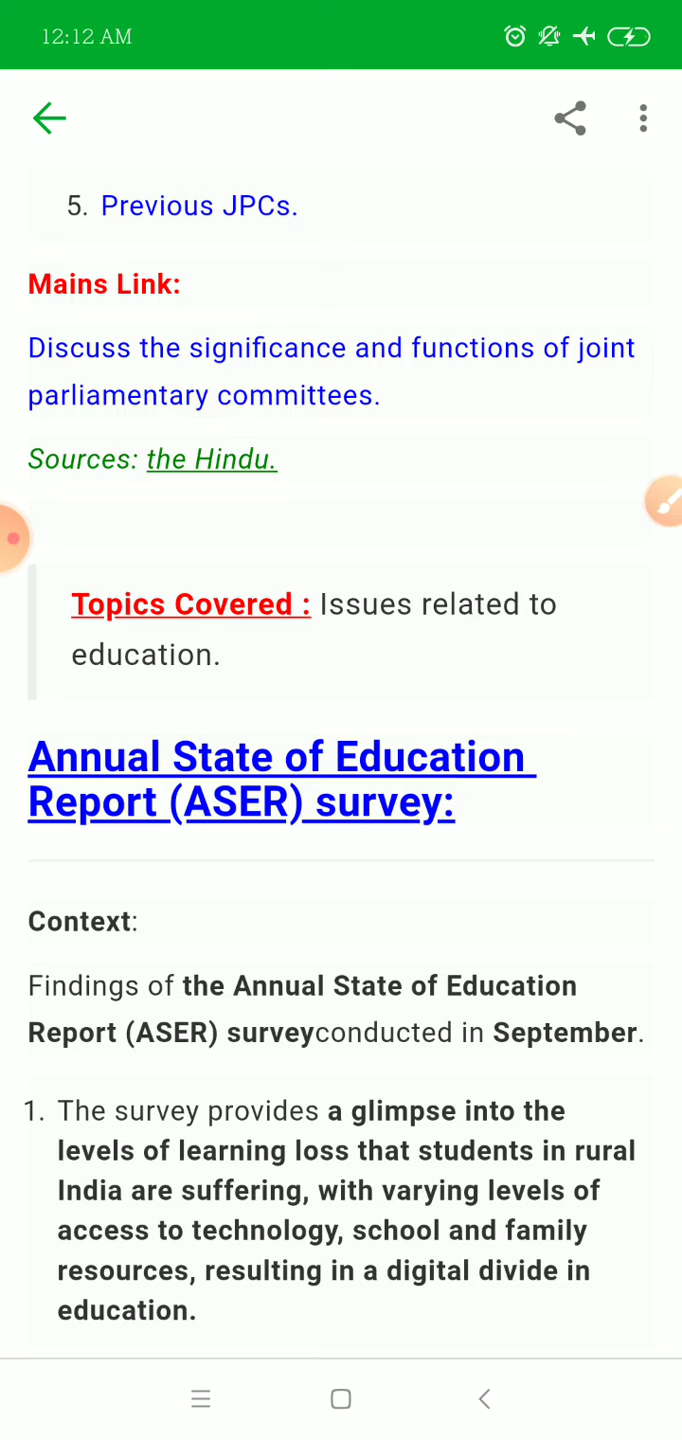 12:12 AM
5. Previous JPCs.
Mains Link:
Discuss the significance and functions of joint
parliamentary committees.
Sources: the Hindu.
Topics Covered : Issues related to
education.
Annual State of Education
Report (ASER) survey:
Context:
Findings of the Annual State of Education
Report (ASER) surveyconducted in September.
1. The survey provides a glimpse into the
levels of learning loss that students in rural
India are suffering, with varying levels of
access to technology, school and family
resources, resulting in a digital divide in
education.